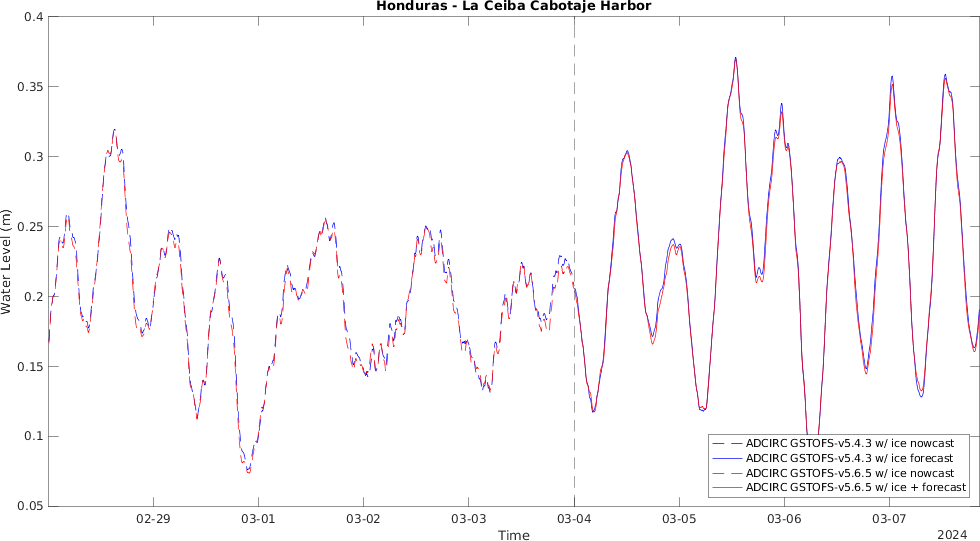 Honduras - La Ceiba Cabotaje Harbor
0.4
0.35
0.3
0.25
0.2
0.15
0.1
0.05
Water Level (m)
02-29
03-01
03-02
03-03
03-04
03-05
03-06
03-07
Time
2024
ADCIRC GSTOFS-v5.4.3 w/ ice nowcast
ADCIRC GSTOFS-v5.4.3 w/ ice forecast
ADCIRC GSTOFS-v5.6.5 w/ ice nowcast
ADCIRC GSTOFS-v5.6.5 w/ ice + forecast